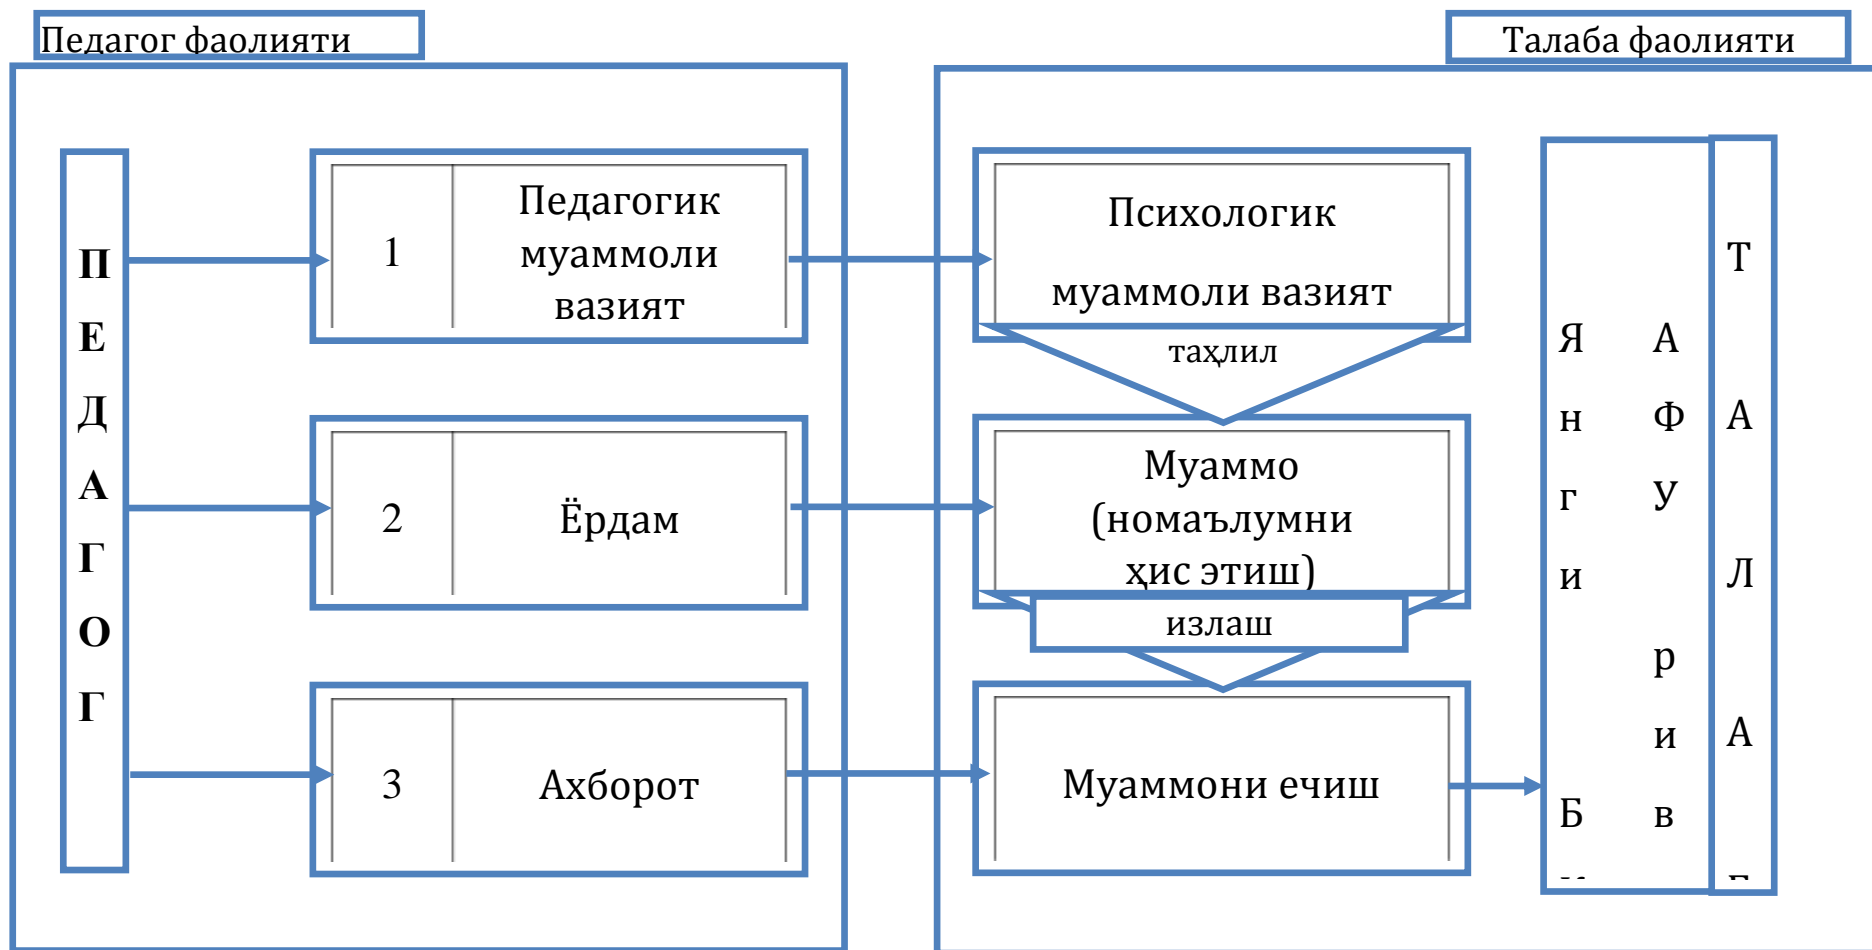 Педагог фаолияти
Талаба фаолияти
ПЕДАГОГ
1
Педагогик
муаммоли
вазият
2
Ёрдам
3
Ахборот
Психологик
муаммоли вазият
таҳлил
Муаммо
(номаълумни
ҳис этиш)
излаш
Муаммони ечиш
Я А
н Ф
г У
и
р
и
Б в
Т
А
Л
А